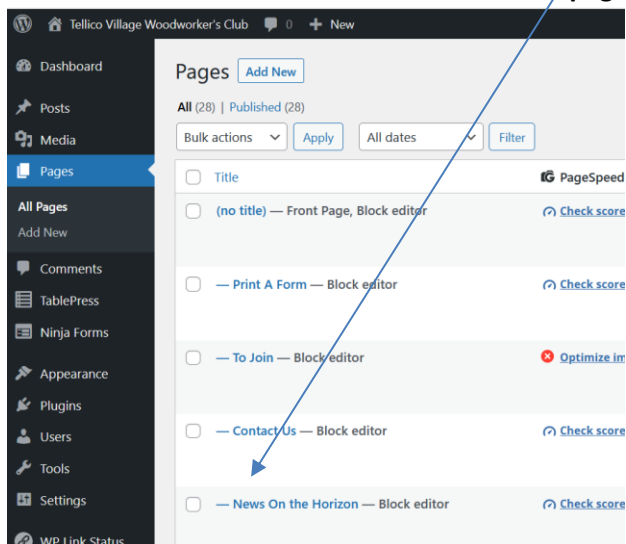 Tellico Village Woodworker's Club 0 + New
Dashboard
Posts
Media
Pages
All Pages
Add New
Comments
TablePress
Ninja Forms
Appearance
Plugins
Users
Tools
Settings
WP Link Status
Pages Add New
All (28) | Published (28)
Bulk actions Apply All dates Filter
Title PageSpeed
(no title) — Front Page, Block editor Check score
— Print A Form — Block editor Check score
— To Join — Block editor Optimize im
— Contact Us — Block editor Check score
— News On the Horizon — Block editor Check score